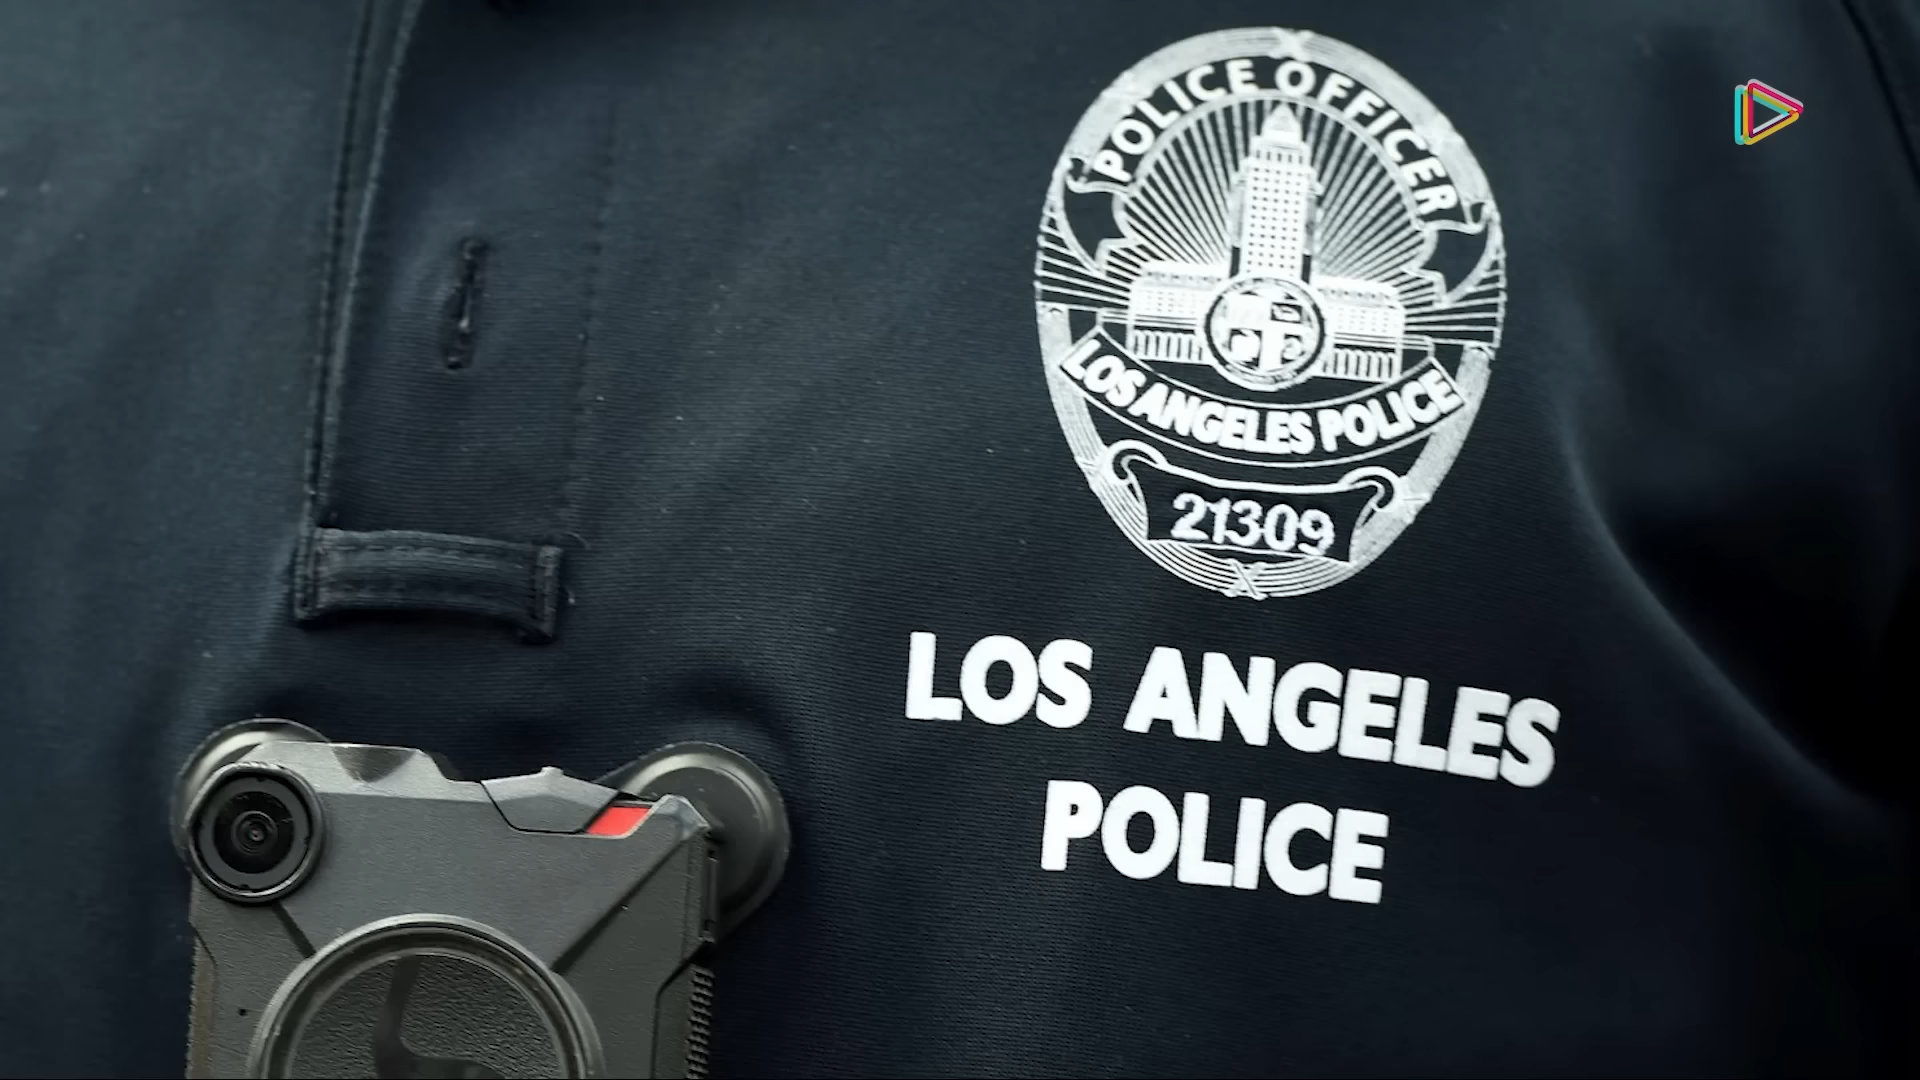 POLICE OFFICER
LOS ANGELES POLICE
21309
LOS ANGELES
POLICE